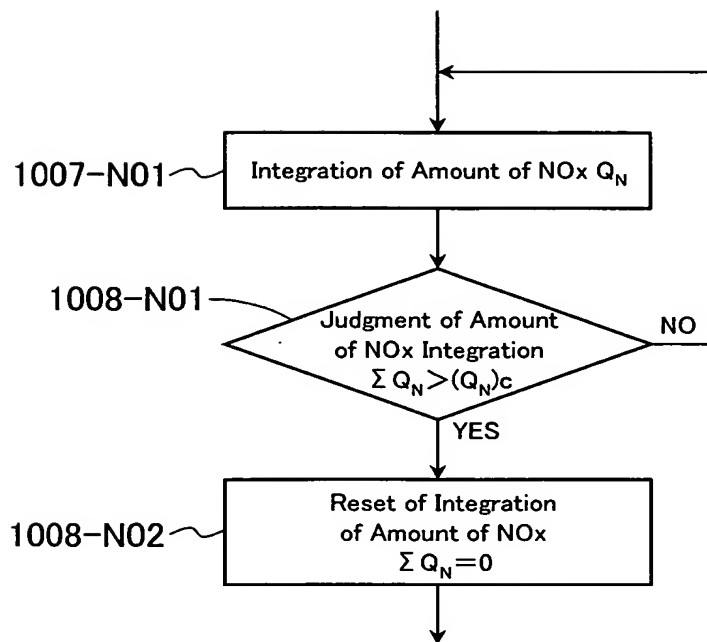 1007-N01
Integration of Amount of NOx Q_N
1008-N01
Judgment of Amount
of NOx Integration
ΣQ_N>(Q_N)c
NO
YES
1008-N02
Reset of Integration
of Amount of NOx
ΣQ_N=0